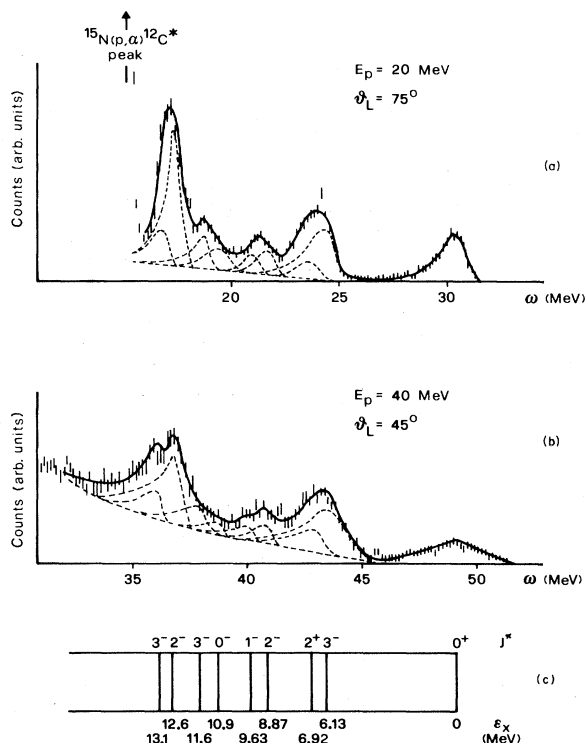 ¹⁵N(p,α)¹²C*
peak
E_p = 20 MeV
ϑ_L = 75°
(a)
Counts (arb. units)
20 25 30 ω (MeV)
E_p = 40 MeV
ϑ_L = 45°
(b)
Counts (arb. units)
35 40 45 50 ω (MeV)
3⁻ 2⁻ 3⁻ 0⁻ 1⁻ 2⁻ 2⁺ 3⁻ 0⁺ J^π
(c)
12.6 10.9 8.87 6.13 0 ε_x
13.1 11.6 9.63 6.92 (MeV)